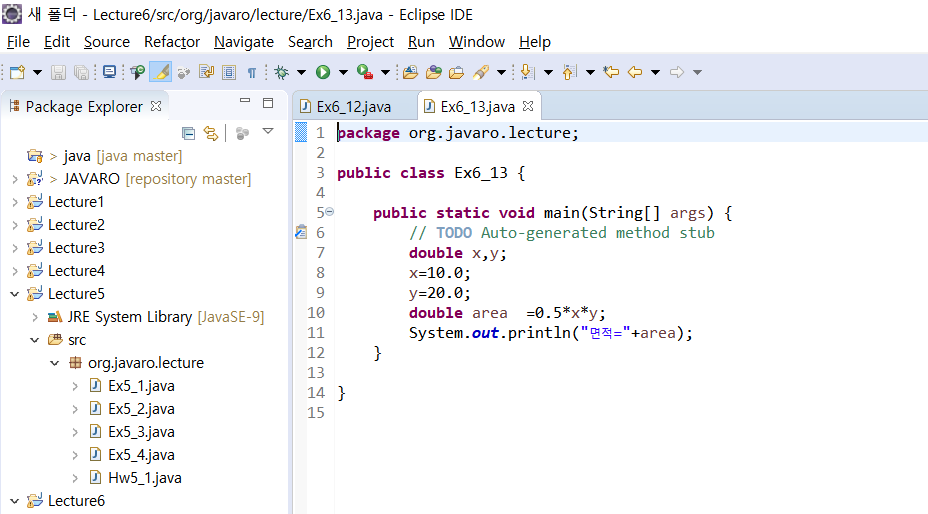 새 폴더 - Lecture6/src/org/javaro/lecture/Ex6_13.java - Eclipse IDE
File Edit Source Refactor Navigate Search Project Run Window Help
Package Explorer
> java [java master]
> JAVARO [repository master]
Lecture1
Lecture2
Lecture3
Lecture4
Lecture5
JRE System Library [JavaSE-9]
src
org.javaro.lecture
Ex5_1.java
Ex5_2.java
Ex5_3.java
Ex5_4.java
Hw5_1.java
Lecture6
Ex6_12.java Ex6_13.java
1 package org.javaro.lecture;
2
3 public class Ex6_13 {
4
5 public static void main(String[] args) {
6 // TODO Auto-generated method stub
7 double x,y;
8 x=10.0;
9 y=20.0;
10 double area  =0.5*x*y;
11 System.out.println("면적="+area);
12 }
13
14 }
15